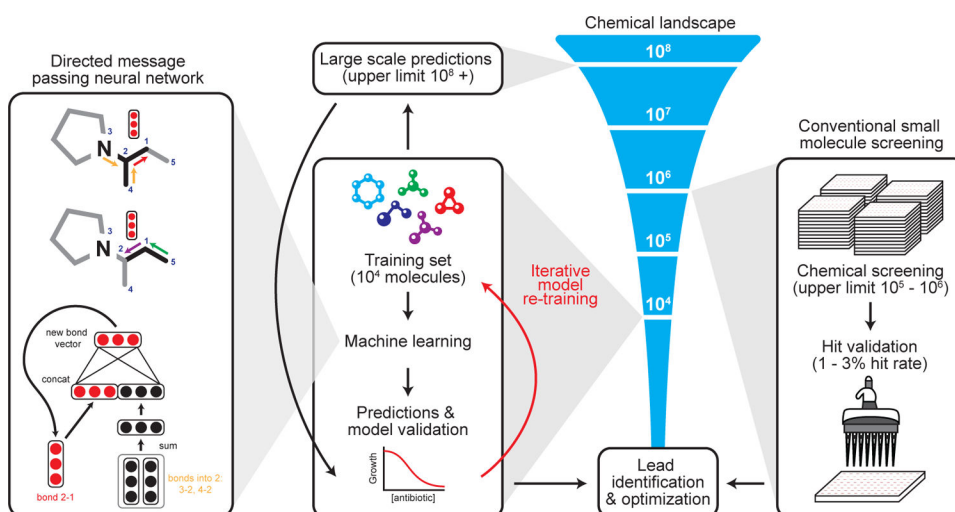 Directed message
passing neural network
3
N
2
1
5
4
3
N
2
1
5
4
new bond
vector
concat
sum
bond 2-1
bonds into 2:
3-2, 4-2
Large scale predictions
(upper limit 10⁸ +)
Training set
(10⁴ molecules)
Machine learning
Predictions &
model validation
Growth
[antibiotic]
Iterative
model
re-training
Chemical landscape
10⁸
10⁷
10⁶
10⁵
10⁴
Lead
identification
& optimization
Conventional small
molecule screening
Chemical screening
(upper limit 10⁵ - 10⁶)
Hit validation
(1 - 3% hit rate)